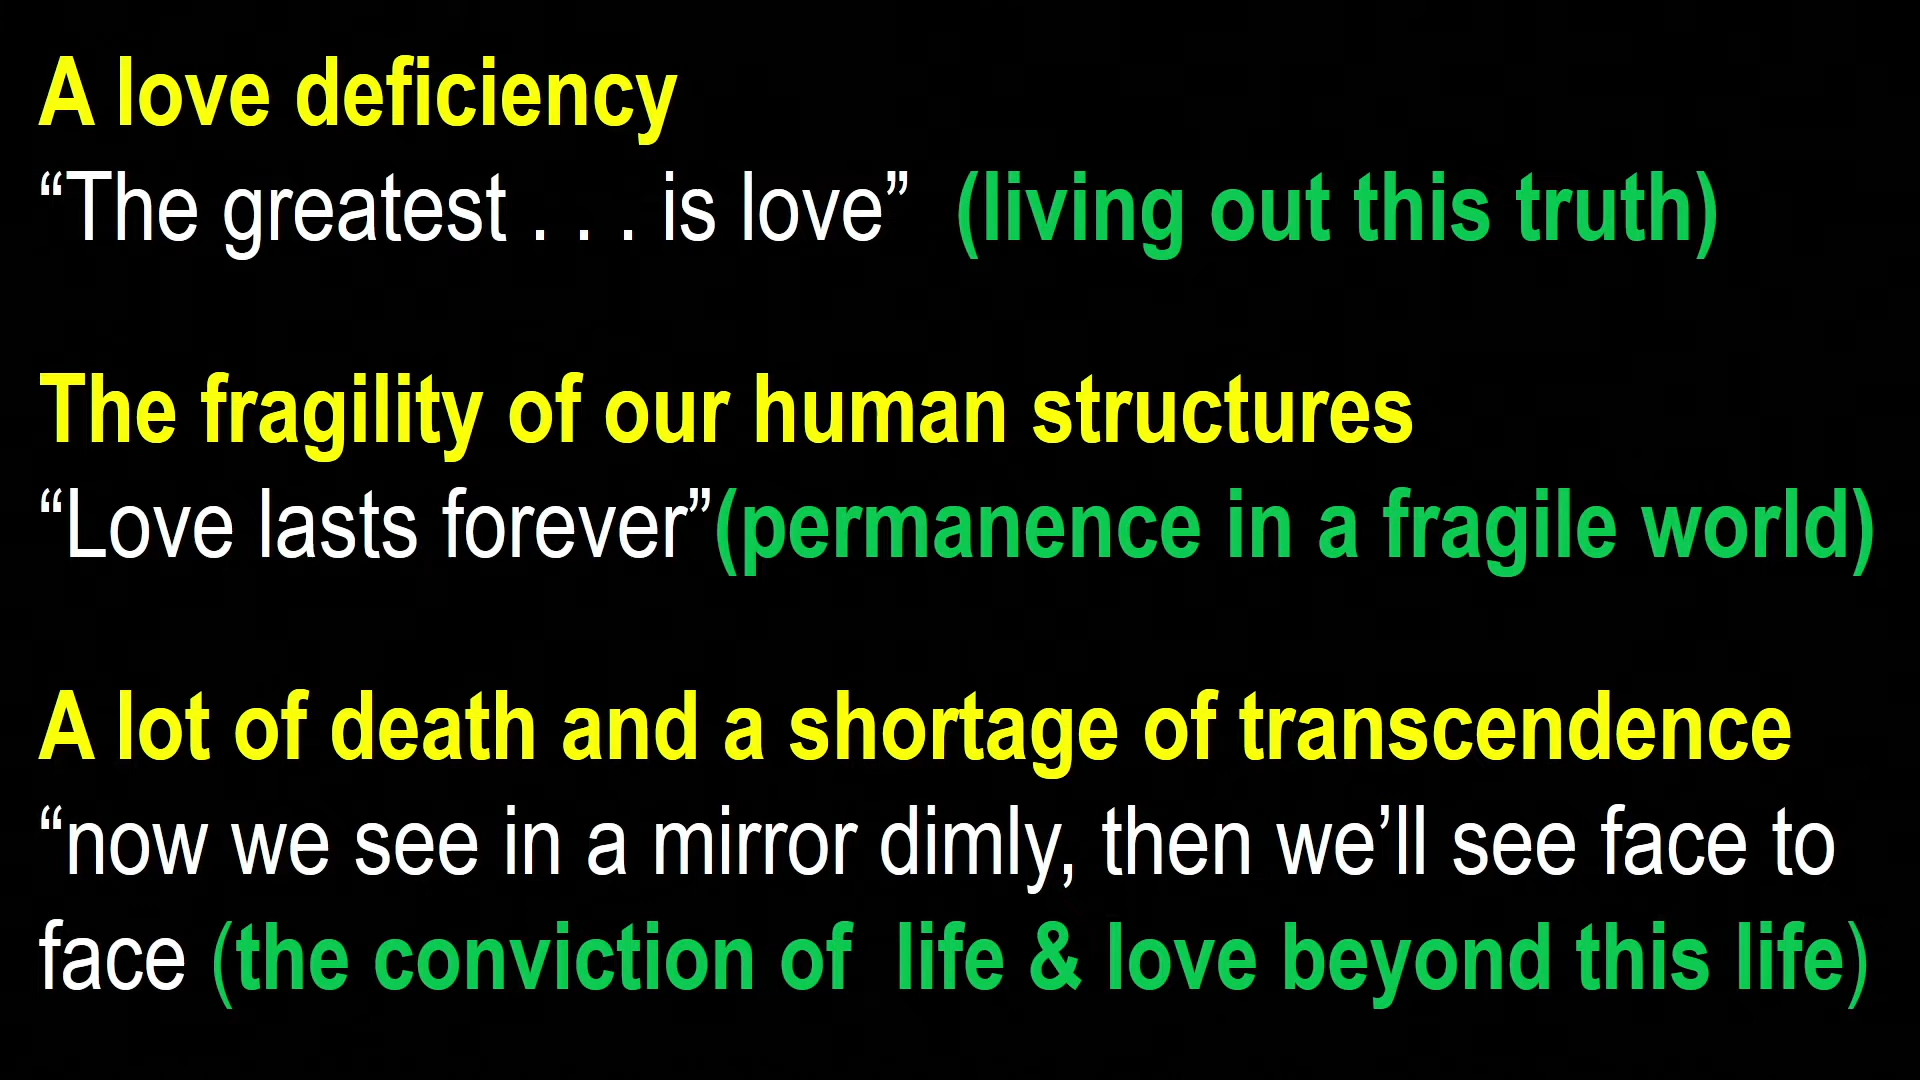 A love deficiency
“The greatest . . . is love”  (living out this truth)
The fragility of our human structures
“Love lasts forever”(permanence in a fragile world)
A lot of death and a shortage of transcendence
“now we see in a mirror dimly, then we’ll see face to
face (the conviction of  life & love beyond this life)